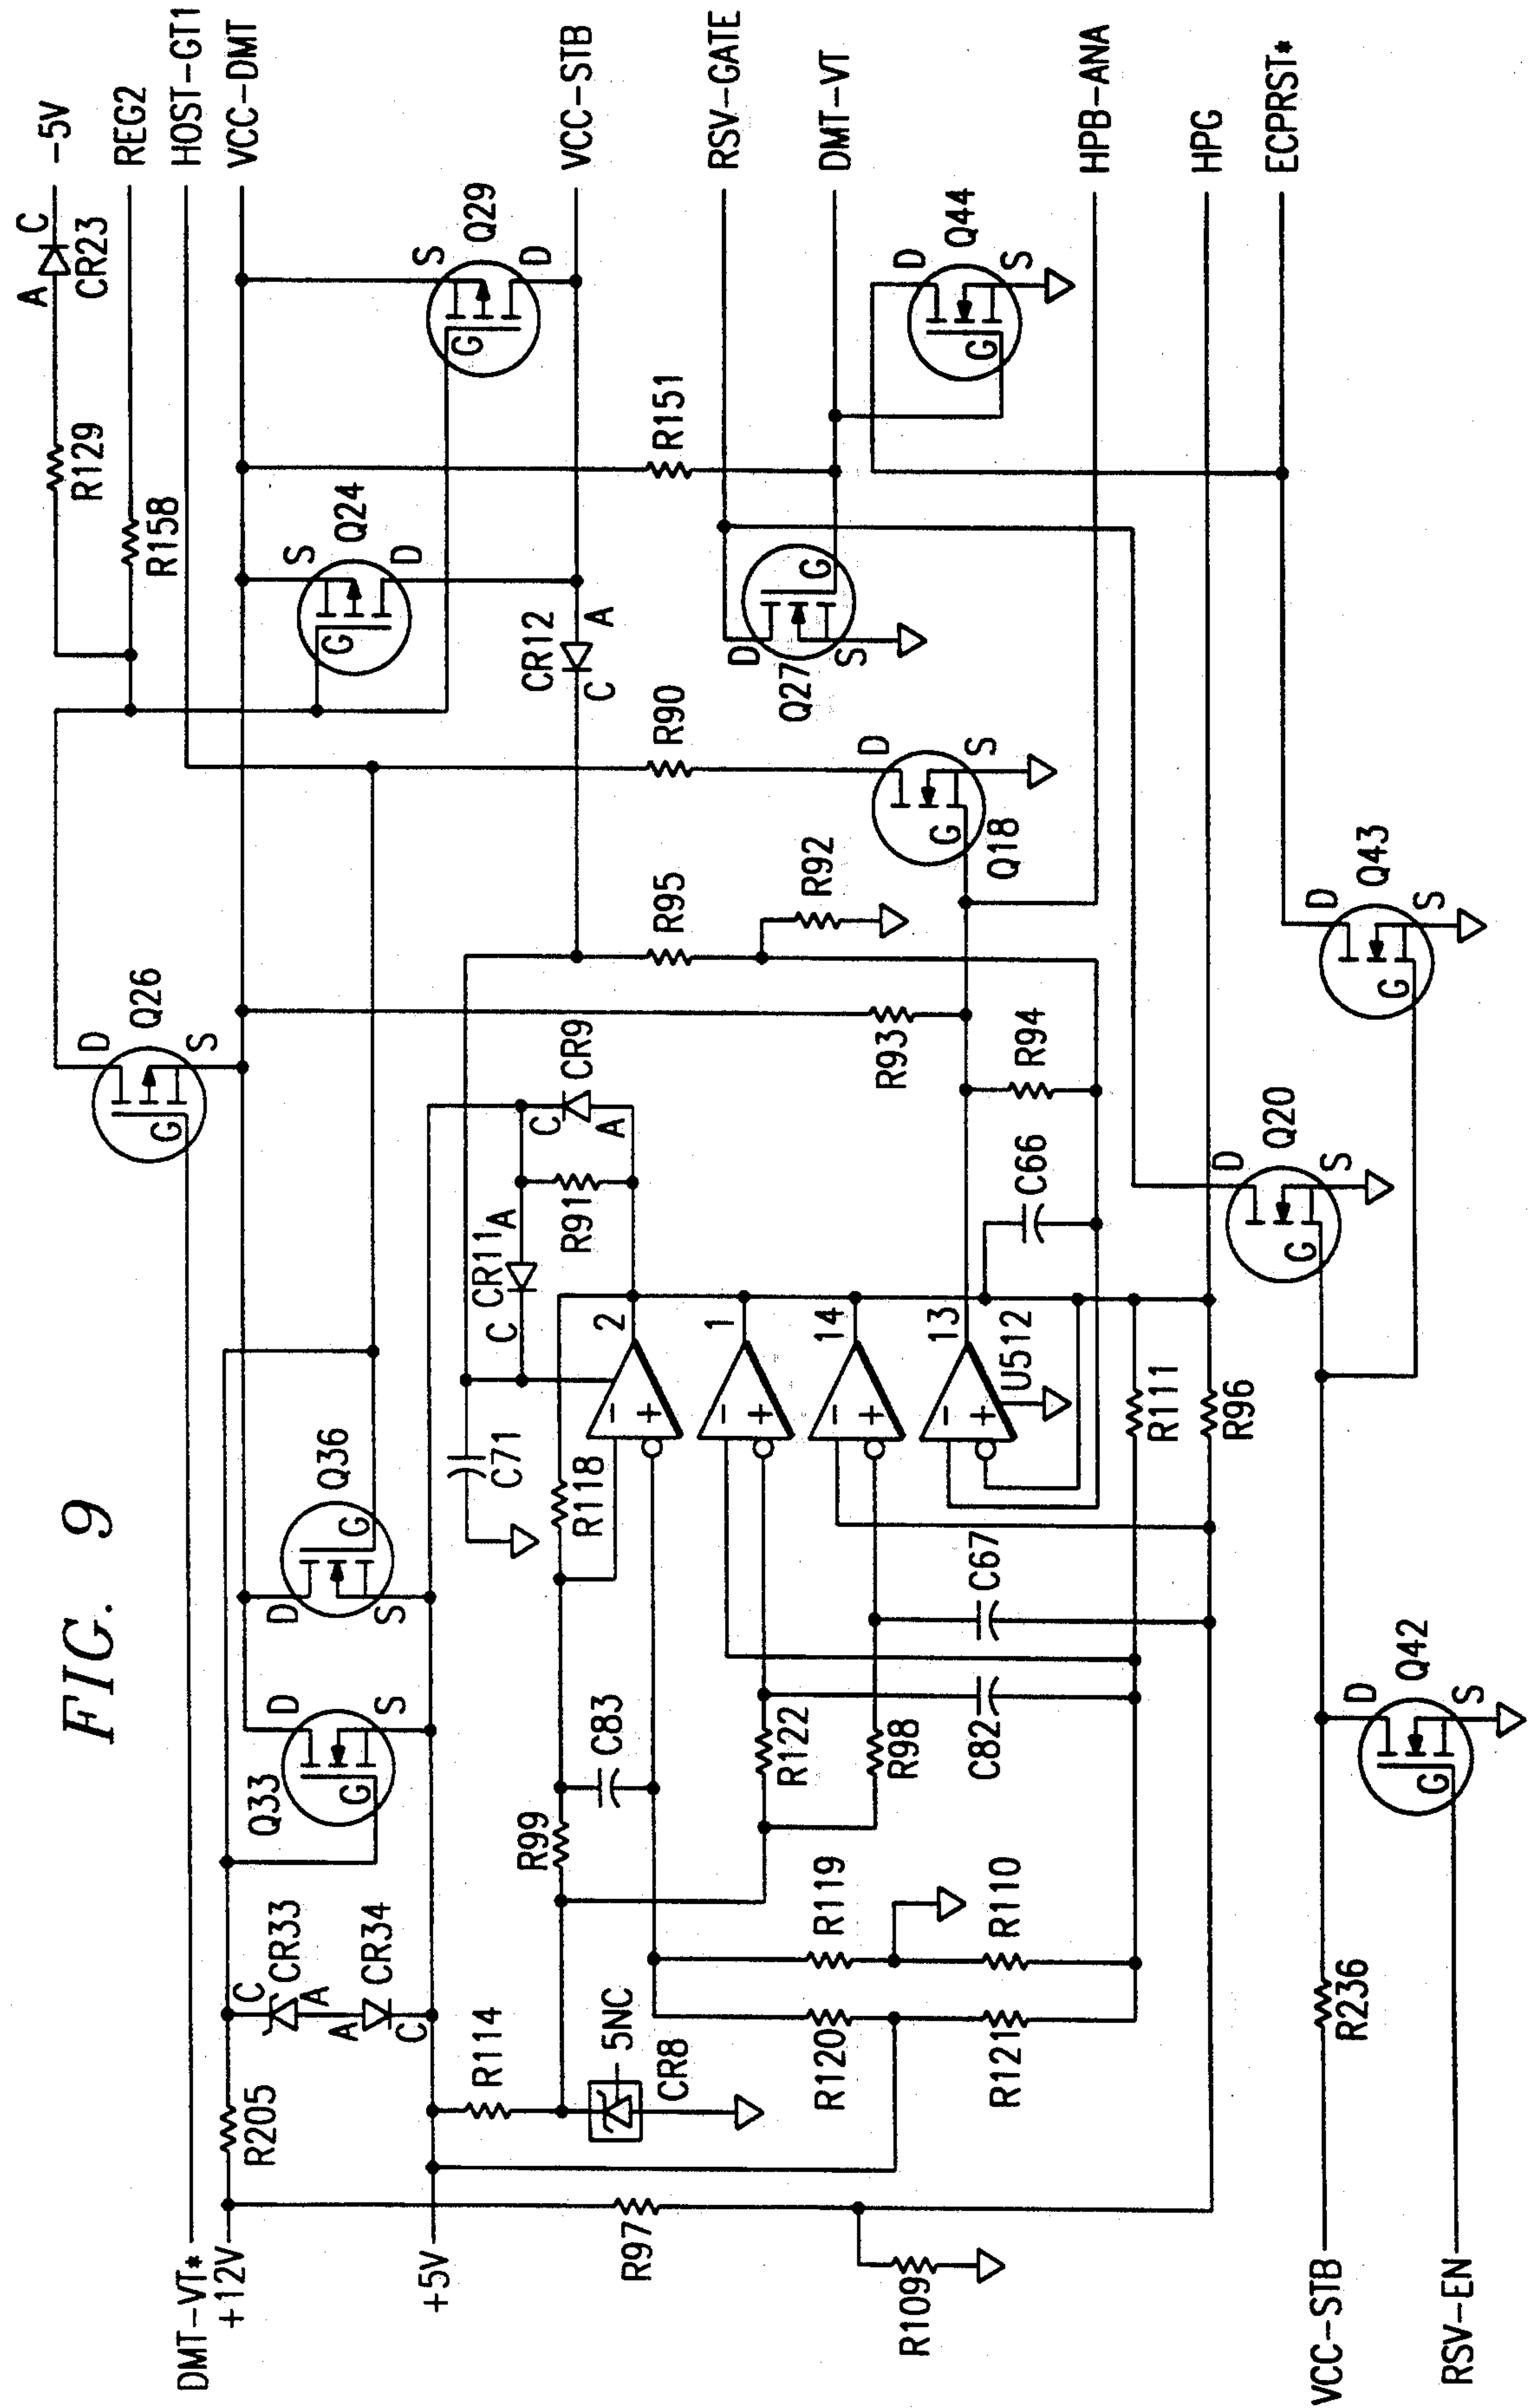 FIG. 9
DMT-VT*
+12V
+5V
VCC-STB
RSV-EN
-5V
REG2
HOST-GT1
VCC-DMT
VCC-STB
RSV-GATE
DMT-VT
HPB-ANA
HPG
ECPRST*
R205
C
CR33
A
A
CR34
C
Q33
D
G
S
Q36
D
G
S
Q26
D
G
S
R158
R129
A
C
CR23
Q24
S
G
D
Q29
S
G
D
R114
5NC
CR8
R97
R109
R99
C83
R118
C71
C
CR11
A
R91
C
CR9
A
R95
R92
R90
CR12
C
A
R151
R120
R121
R119
R110
R122
R98
C82
C67
-
+
2
-
+
1
-
+
14
-
+
13
U512
R111
R96
C66
R93
R94
Q18
D
G
S
Q27
D
G
S
Q44
D
G
S
R236
Q42
D
G
S
Q20
D
G
S
Q43
D
G
S